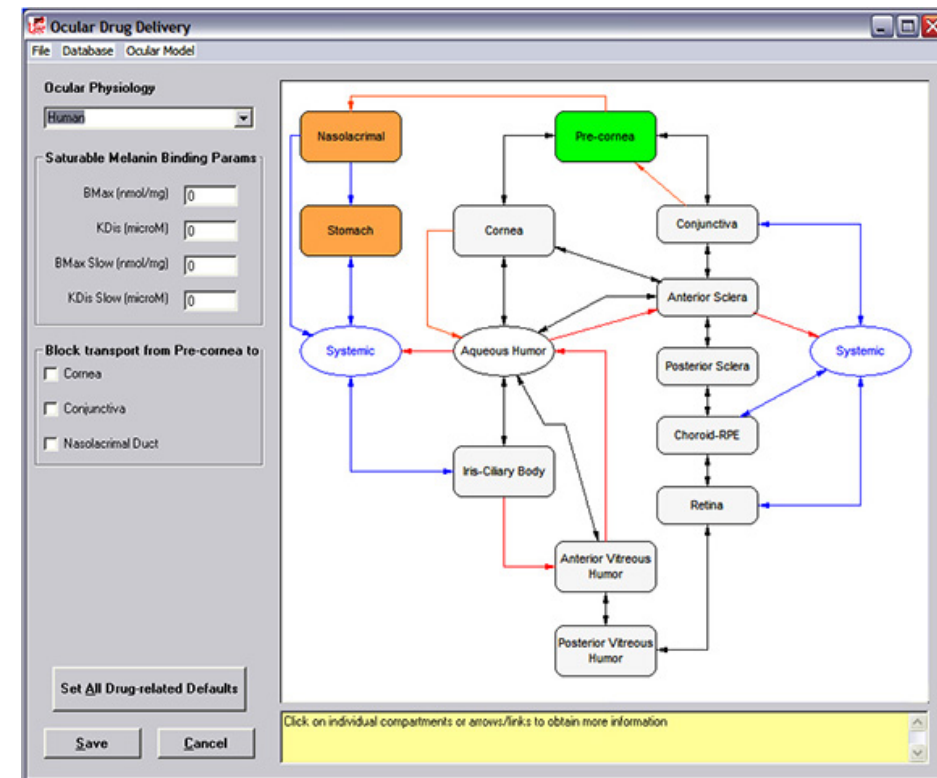 Ocular Drug Delivery
File Database Ocular Model
Ocular Physiology
Human
Saturable Melanin Binding Params
BMax (nmol/mg) 0
KDis (microM) 0
BMax Slow (nmol/mg) 0
KDis Slow (microM) 0
Block transport from Pre-cornea to
Cornea
Conjunctiva
Nasolacrimal Duct
Set All Drug-related Defaults
Save Cancel
Nasolacrimal
Pre-cornea
Stomach
Cornea
Conjunctiva
Anterior Sclera
Systemic
Aqueous Humor
Posterior Sclera
Systemic
Choroid-RPE
Iris-Ciliary Body
Retina
Anterior Vitreous
Humor
Posterior Vitreous
Humor
Click on individual compartments or arrows/links to obtain more information